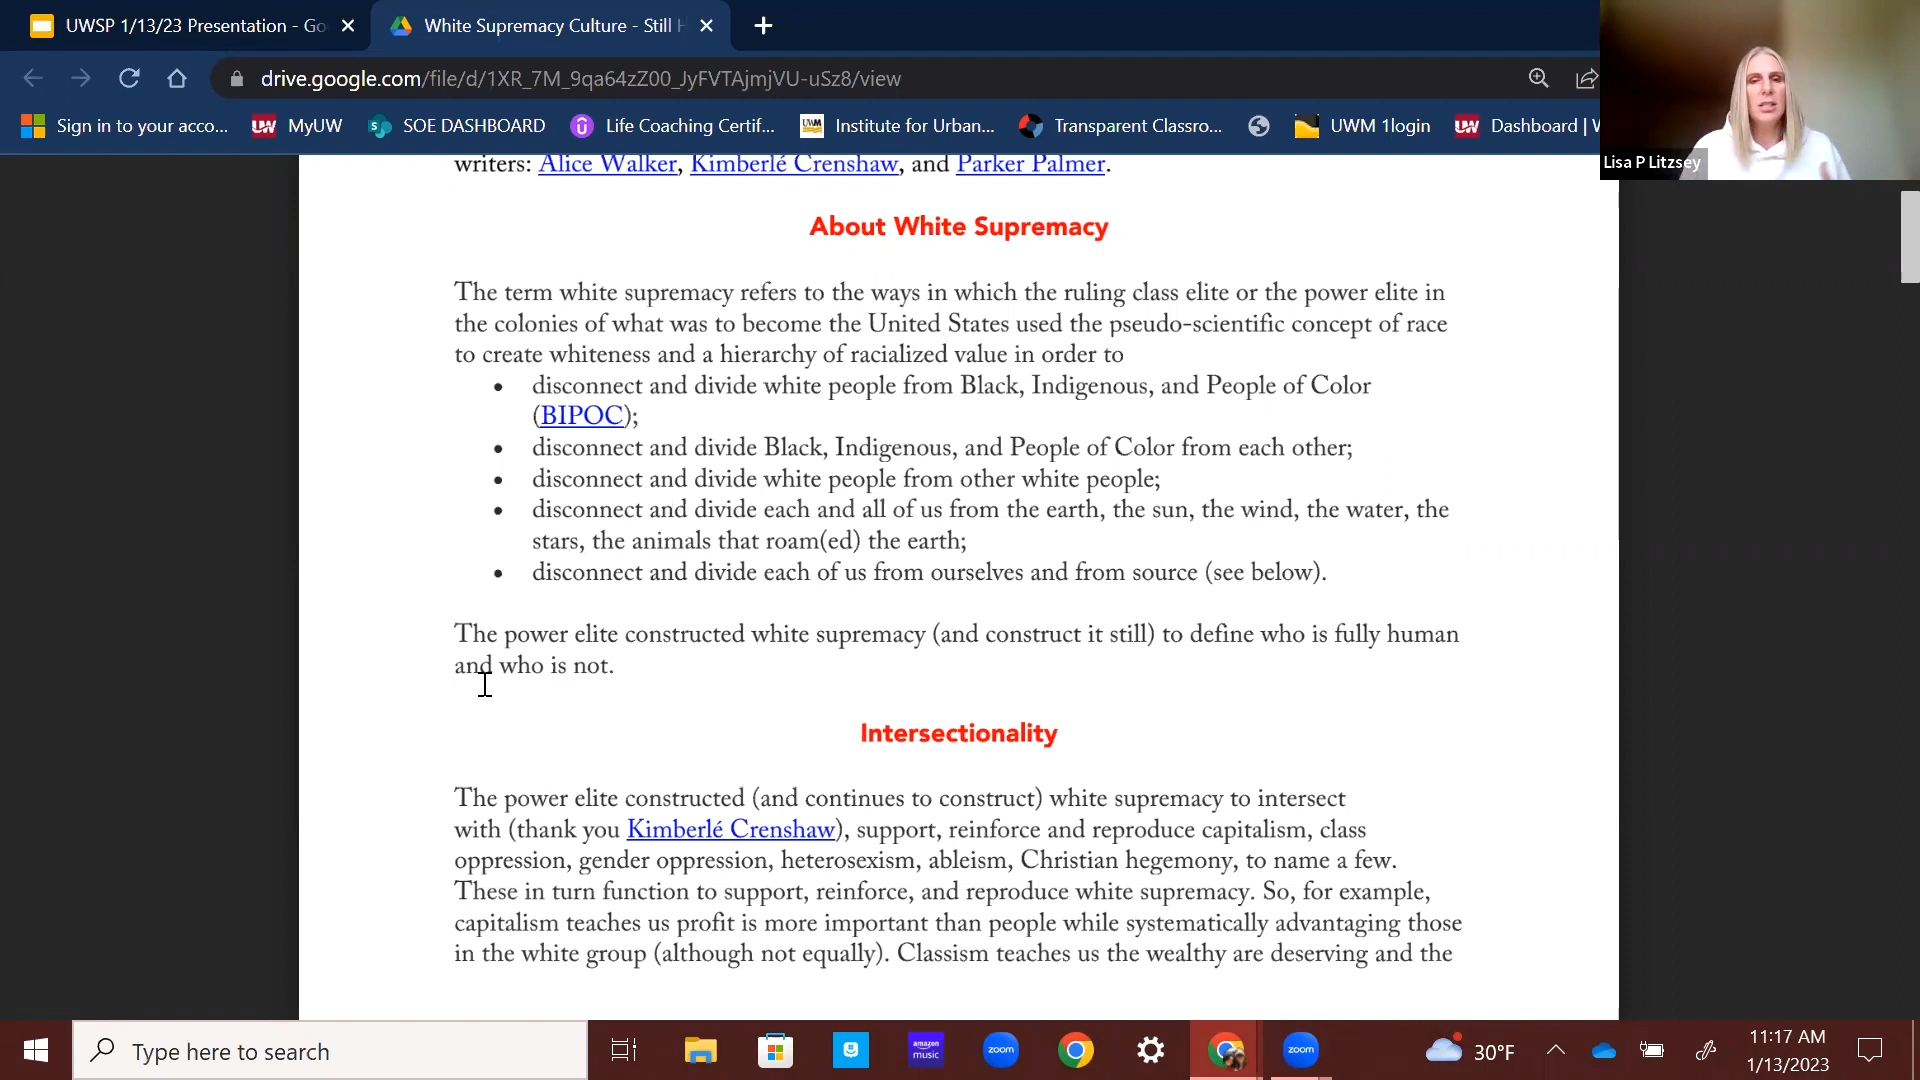 UWSP 1/13/23 Presentation - Go
White Supremacy Culture - Still H
drive.google.com/file/d/1XR_7M_9qa64zZ00_JyFVTAjmjVU-uSz8/view
Sign in to your acco...
MyUW
SOE DASHBOARD
Life Coaching Certif...
Institute for Urban...
Transparent Classro...
UWM 1login
Dashboard | W
Lisa P Litzsey
writers: Alice Walker, Kimberlé Crenshaw, and Parker Palmer.
About White Supremacy
The term white supremacy refers to the ways in which the ruling class elite or the power elite in
the colonies of what was to become the United States used the pseudo-scientific concept of race
to create whiteness and a hierarchy of racialized value in order to
• disconnect and divide white people from Black, Indigenous, and People of Color
(BIPOC);
• disconnect and divide Black, Indigenous, and People of Color from each other;
• disconnect and divide white people from other white people;
• disconnect and divide each and all of us from the earth, the sun, the wind, the water, the
stars, the animals that roam(ed) the earth;
• disconnect and divide each of us from ourselves and from source (see below).
The power elite constructed white supremacy (and construct it still) to define who is fully human
and who is not.
Intersectionality
The power elite constructed (and continues to construct) white supremacy to intersect
with (thank you Kimberlé Crenshaw), support, reinforce and reproduce capitalism, class
oppression, gender oppression, heterosexism, ableism, Christian hegemony, to name a few.
These in turn function to support, reinforce, and reproduce white supremacy. So, for example,
capitalism teaches us profit is more important than people while systematically advantaging those
in the white group (although not equally). Classism teaches us the wealthy are deserving and the
Type here to search
amazon
music
zoom
zoom
30°F
11:17 AM
1/13/2023